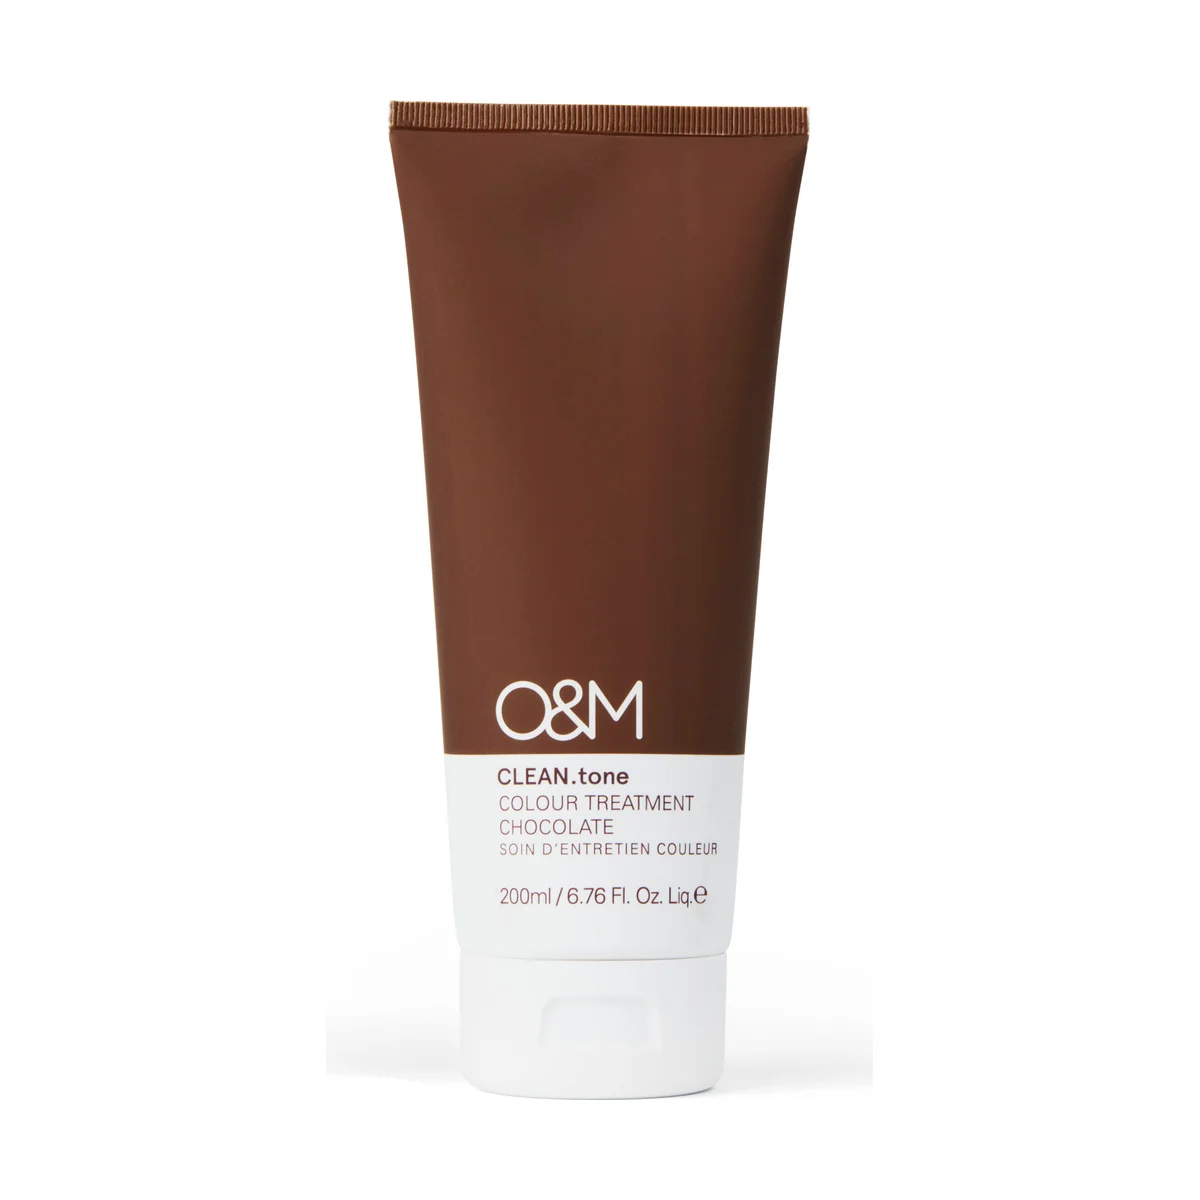 O&M
CLEAN.tone
COLOUR TREATMENT
CHOCOLATE
SOIN D'ENTRETIEN COULEUR
200ml / 6.76 Fl. Oz. Liq.℮